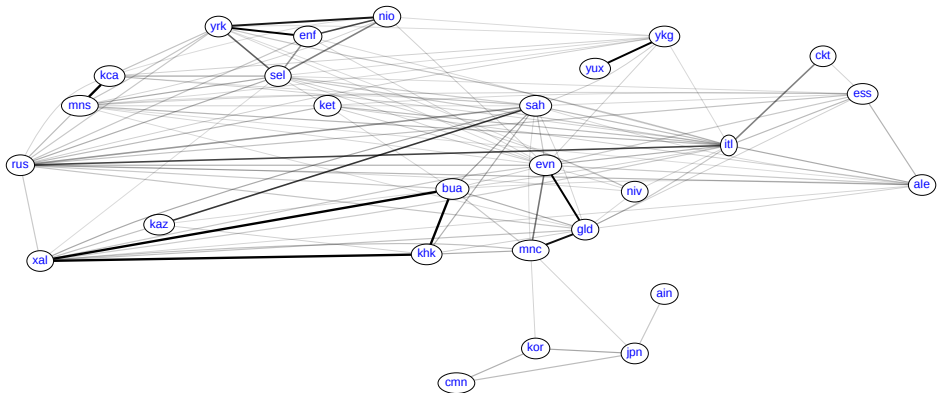 nio
yrk
enf
ykg
ckt
yux
kca
sel
ess
mns
ket
sah
itl
rus
evn
ale
bua
niv
kaz
gld
xal
khk
mnc
ain
kor
jpn
cmn